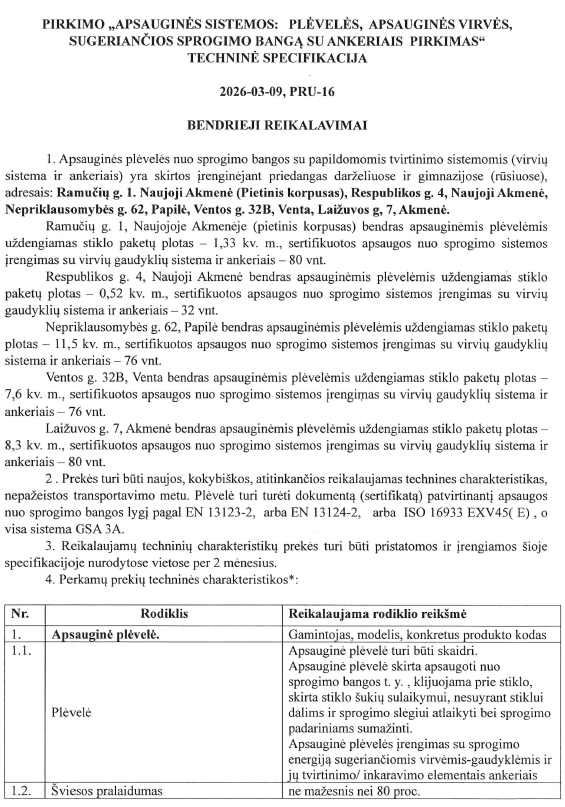 PIRKIMO „APSAUGINĖS SISTEMOS: PLĖVELĖS, APSAUGINĖS VIRVĖS,
SUGERIANČIOS SPROGIMO BANGĄ SU ANKERIAIS PIRKIMAS“
TECHNINĖ SPECIFIKACIJA
2026-03-09, PRU-16
BENDRIEJI REIKALAVIMAI
1. Apsauginės plėvelės nuo sprogimo bangos su papildomomis tvirtinimo sistemomis (virvių
sistema ir ankeriais) yra skirtos įrenginėjant priedangas darželiuose ir gimnazijose (rūsiuose),
adresais: Ramučių g. 1. Naujoji Akmenė (Pietinis korpusas), Respublikos g. 4, Naujoji Akmenė,
Nepriklausomybės g. 62, Papilė, Ventos g. 32B, Venta, Laižuvos g, 7, Akmenė.
Ramučių g. 1, Naujojoje Akmenėje (pietinis korpusas) bendras apsauginėmis plėvelėmis
uždengiamas stiklo paketų plotas – 1,33 kv. m., sertifikuotos apsaugos nuo sprogimo sistemos
įrengimas su virvių gaudyklių sistema ir ankeriais – 80 vnt.
Respublikos g. 4, Naujoji Akmenė bendras apsauginėmis plėvelėmis uždengiamas stiklo
paketų plotas – 0,52 kv. m., sertifikuotos apsaugos nuo sprogimo sistemos įrengimas su virvių
gaudyklių sistema ir ankeriais – 32 vnt.
Nepriklausomybės g. 62, Papilė bendras apsauginėmis plėvelėmis uždengiamas stiklo paketų
plotas – 11,5 kv. m., sertifikuotos apsaugos nuo sprogimo sistemos įrengimas su virvių gaudyklių
sistema ir ankeriais – 76 vnt.
Ventos g. 32B, Venta bendras apsauginėmis plėvelėmis uždengiamas stiklo paketų plotas –
7,6 kv. m., sertifikuotos apsaugos nuo sprogimo sistemos įrengimas su virvių gaudyklių sistema ir
ankeriais – 76 vnt.
Laižuvos g. 7, Akmenė bendras apsauginėmis plėvelėmis uždengiamas stiklo paketų plotas –
8,3 kv. m., sertifikuotos apsaugos nuo sprogimo sistemos įrengimas su virvių gaudyklių sistema ir
ankeriais – 80 vnt.
2 . Prekės turi būti naujos, kokybiškos, atitinkančios reikalaujamas technines charakteristikas,
nepažeistos transportavimo metu. Plėvelė turi turėti dokumentą (sertifikatą) patvirtinantį apsaugos
nuo sprogimo bangos lygį pagal EN 13123-2, arba EN 13124-2, arba ISO 16933 EXV45( E) , o
visa sistema GSA 3A.
3. Reikalaujamų techninių charakteristikų prekės turi būti pristatomos ir įrengiamos šioje
specifikacijoje nurodytose vietose per 2 mėnesius.
4. Perkamų prekių techninės charakteristikos*:
Nr. Rodiklis Reikalaujama rodiklio reikšmė
1. Apsauginė plėvelė. Gamintojas, modelis, konkretus produkto kodas
1.1. Plėvelė Apsauginė plėvelė turi būti skaidri.
Apsauginė plėvelė skirta apsaugoti nuo
sprogimo bangos t. y. , klijuojama prie stiklo,
skirta stiklo šukių sulaikymui, nesuyrant stiklui
dalims ir sprogimo slėgiui atlaikyti bei sprogimo
padariniams sumažinti.
Apsauginė plėvelės įrengimas su sprogimo
energiją sugeriančiomis virvėmis-gaudyklėmis ir
jų tvirtinimo/ inkaravimo elementais ankeriais
1.2. Šviesos pralaidumas ne mažesnis nei 80 proc.